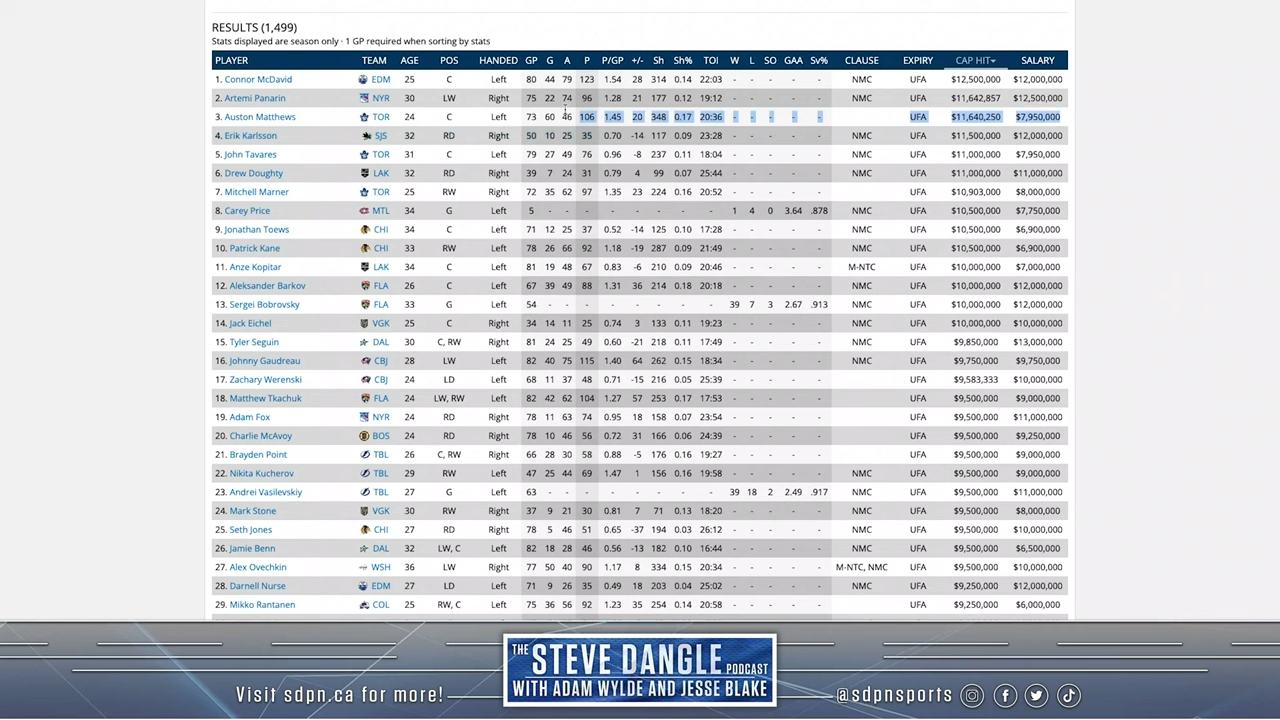 RESULTS (1,499)
Stats displayed are season only · 1 GP required when sorting by stats
PLAYER TEAM AGE POS HANDED GP G A P P/GP +/- Sh Sh% TOI W L SO GAA Sv% CLAUSE EXPIRY CAP HIT SALARY
1. Connor McDavid EDM 25 C Left 80 44 79 123 1.54 28 314 0.14 22:03 - - - - - NMC UFA $12,500,000 $12,000,000
2. Artemi Panarin NYR 30 LW Right 75 22 74 96 1.28 21 177 0.12 19:12 - - - - - NMC UFA $11,642,857 $12,500,000
3. Auston Matthews TOR 24 C Left 73 60 46 106 1.45 20 348 0.17 20:36 - - - - - UFA $11,640,250 $7,950,000
4. Erik Karlsson SJS 32 RD Right 50 10 25 35 0.70 -14 117 0.09 23:28 - - - - - NMC UFA $11,500,000 $12,000,000
5. John Tavares TOR 31 C Left 79 27 49 76 0.96 -8 237 0.11 18:04 - - - - - NMC UFA $11,000,000 $7,950,000
6. Drew Doughty LAK 32 RD Right 39 7 24 31 0.79 4 99 0.07 25:44 - - - - - NMC UFA $11,000,000 $11,000,000
7. Mitchell Marner TOR 25 RW Right 72 35 62 97 1.35 23 224 0.16 20:52 - - - - - UFA $10,903,000 $8,000,000
8. Carey Price MTL 34 G Left 5 - - - - - - - - 1 4 0 3.64 .878 NMC UFA $10,500,000 $7,750,000
9. Jonathan Toews CHI 34 C Left 71 12 25 37 0.52 -14 125 0.10 17:28 - - - - - NMC UFA $10,500,000 $6,900,000
10. Patrick Kane CHI 33 RW Left 78 26 66 92 1.18 -19 287 0.09 21:49 - - - - - NMC UFA $10,500,000 $6,900,000
11. Anze Kopitar LAK 34 C Left 81 19 48 67 0.83 -6 210 0.09 20:46 - - - - - M-NTC UFA $10,000,000 $7,000,000
12. Aleksander Barkov FLA 26 C Left 67 39 49 88 1.31 36 214 0.18 20:18 - - - - - NMC UFA $10,000,000 $12,000,000
13. Sergei Bobrovsky FLA 33 G Left 54 - - - - - - - - 39 7 3 2.67 .913 NMC UFA $10,000,000 $12,000,000
14. Jack Eichel VGK 25 C Right 34 14 11 25 0.74 3 133 0.11 19:23 - - - - - NMC UFA $10,000,000 $10,000,000
15. Tyler Seguin DAL 30 C, RW Right 81 24 25 49 0.60 -21 218 0.11 17:49 - - - - - NMC UFA $9,850,000 $13,000,000
16. Johnny Gaudreau CBJ 28 LW Left 82 40 75 115 1.40 64 262 0.15 18:34 - - - - - NMC UFA $9,750,000 $9,750,000
17. Zachary Werenski CBJ 24 LD Left 68 11 37 48 0.71 -15 216 0.05 25:39 - - - - - UFA $9,583,333 $10,000,000
18. Matthew Tkachuk FLA 24 LW, RW Left 82 42 62 104 1.27 57 253 0.17 17:53 - - - - - UFA $9,500,000 $9,000,000
19. Adam Fox NYR 24 RD Right 78 11 63 74 0.95 18 158 0.07 23:54 - - - - - UFA $9,500,000 $11,000,000
20. Charlie McAvoy BOS 24 RD Right 78 10 46 56 0.72 31 166 0.06 24:39 - - - - - UFA $9,500,000 $9,250,000
21. Brayden Point TBL 26 C, RW Right 66 28 30 58 0.88 -5 176 0.16 19:27 - - - - - UFA $9,500,000 $9,000,000
22. Nikita Kucherov TBL 29 RW Left 47 25 44 69 1.47 1 156 0.16 19:58 - - - - - NMC UFA $9,500,000 $9,000,000
23. Andrei Vasilevskiy TBL 27 G Left 63 - - - - - - - - 39 18 2 2.49 .917 NMC UFA $9,500,000 $11,000,000
24. Mark Stone VGK 30 RW Right 37 9 21 30 0.81 7 71 0.13 18:20 - - - - - NMC UFA $9,500,000 $8,000,000
25. Seth Jones CHI 27 RD Right 78 5 46 51 0.65 -37 194 0.03 26:12 - - - - - NMC UFA $9,500,000 $10,000,000
26. Jamie Benn DAL 32 LW, C Left 82 18 28 46 0.56 -13 182 0.10 16:44 - - - - - NMC UFA $9,500,000 $6,500,000
27. Alex Ovechkin WSH 36 LW Right 77 50 40 90 1.17 8 334 0.15 20:34 - - - - - M-NTC, NMC UFA $9,500,000 $10,000,000
28. Darnell Nurse EDM 27 LD Left 71 9 26 35 0.49 18 203 0.04 25:02 - - - - - NMC UFA $9,250,000 $12,000,000
29. Mikko Rantanen COL 25 RW, C Left 75 36 56 92 1.23 35 254 0.14 20:58 - - - - - UFA $9,250,000 $6,000,000
THE STEVE DANGLE PODCAST
WITH ADAM WYLDE AND JESSE BLAKE
Visit sdpn.ca for more!
@sdpnsports